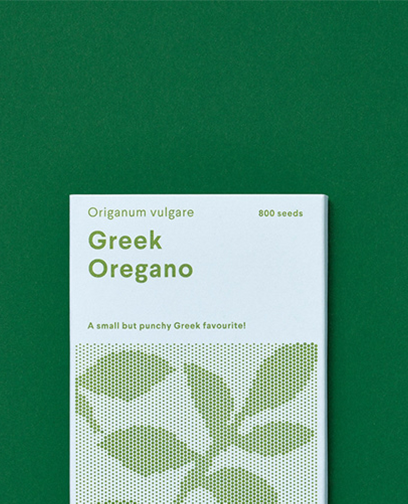 Origanum vulgare 800 seeds
Greek
Oregano
A small but punchy Greek favourite!